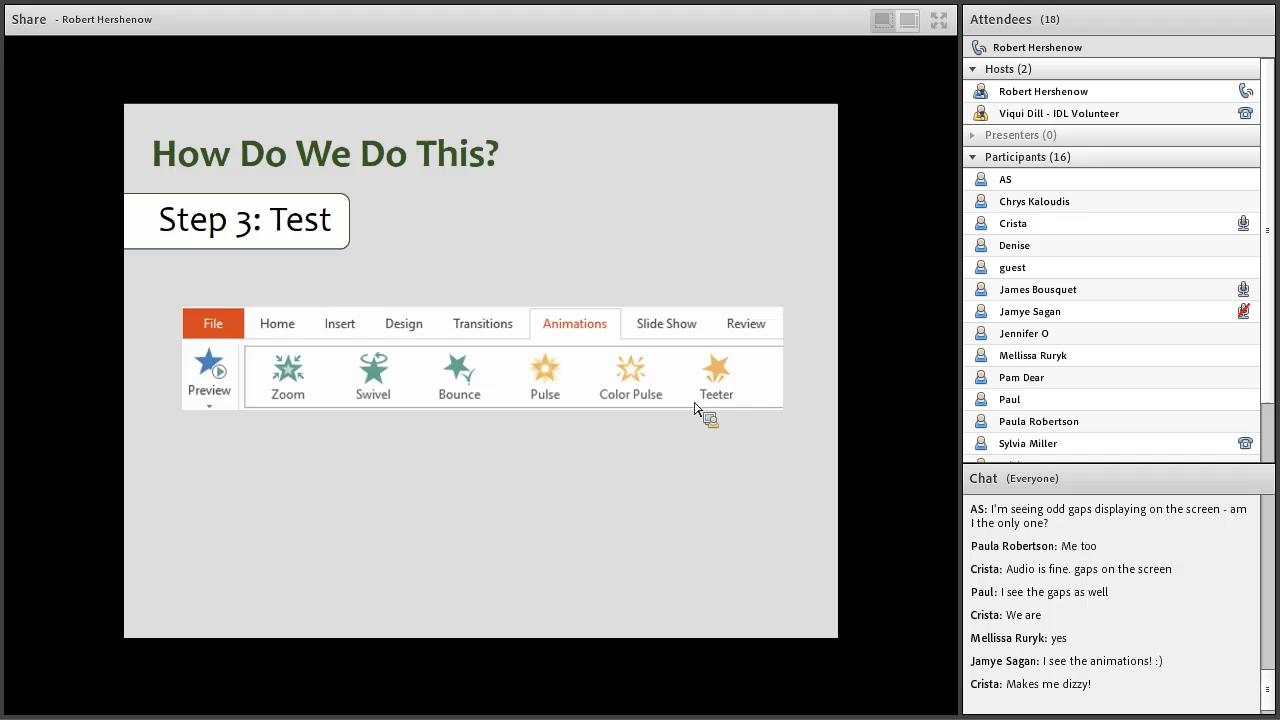 Share - Robert Hershenow
How Do We Do This?
Step 3: Test
File Home Insert Design Transitions Animations Slide Show Review
Preview Zoom Swivel Bounce Pulse Color Pulse Teeter
Attendees (18)
Robert Hershenow
Hosts (2)
Robert Hershenow
Viqui Dill - IDL Volunteer
Presenters (0)
Participants (16)
AS
Chrys Kaloudis
Crista
Denise
guest
James Bousquet
Jamye Sagan
Jennifer O
Mellissa Ruryk
Pam Dear
Paul
Paula Robertson
Sylvia Miller
Chat (Everyone)
AS: I'm seeing odd gaps displaying on the screen - am
I the only one?
Paula Robertson: Me too
Crista: Audio is fine. gaps on the screen
Paul: I see the gaps as well
Crista: We are
Mellissa Ruryk: yes
Jamye Sagan: I see the animations! :)
Crista: Makes me dizzy!